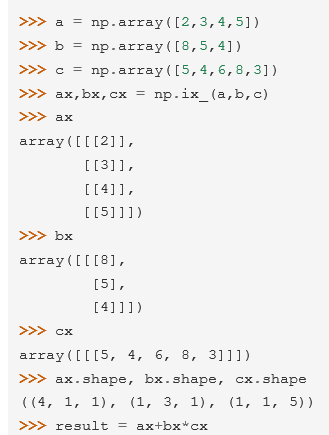 >>> a = np.array([2,3,4,5])
>>> b = np.array([8,5,4])
>>> c = np.array([5,4,6,8,3])
>>> ax,bx,cx = np.ix_(a,b,c)
>>> ax
array([[[2]],
       [[3]],
       [[4]],
       [[5]]])
>>> bx
array([[[8],
        [5],
        [4]]])
>>> cx
array([[[5, 4, 6, 8, 3]]])
>>> ax.shape, bx.shape, cx.shape
((4, 1, 1), (1, 3, 1), (1, 1, 5))
>>> result = ax+bx*cx